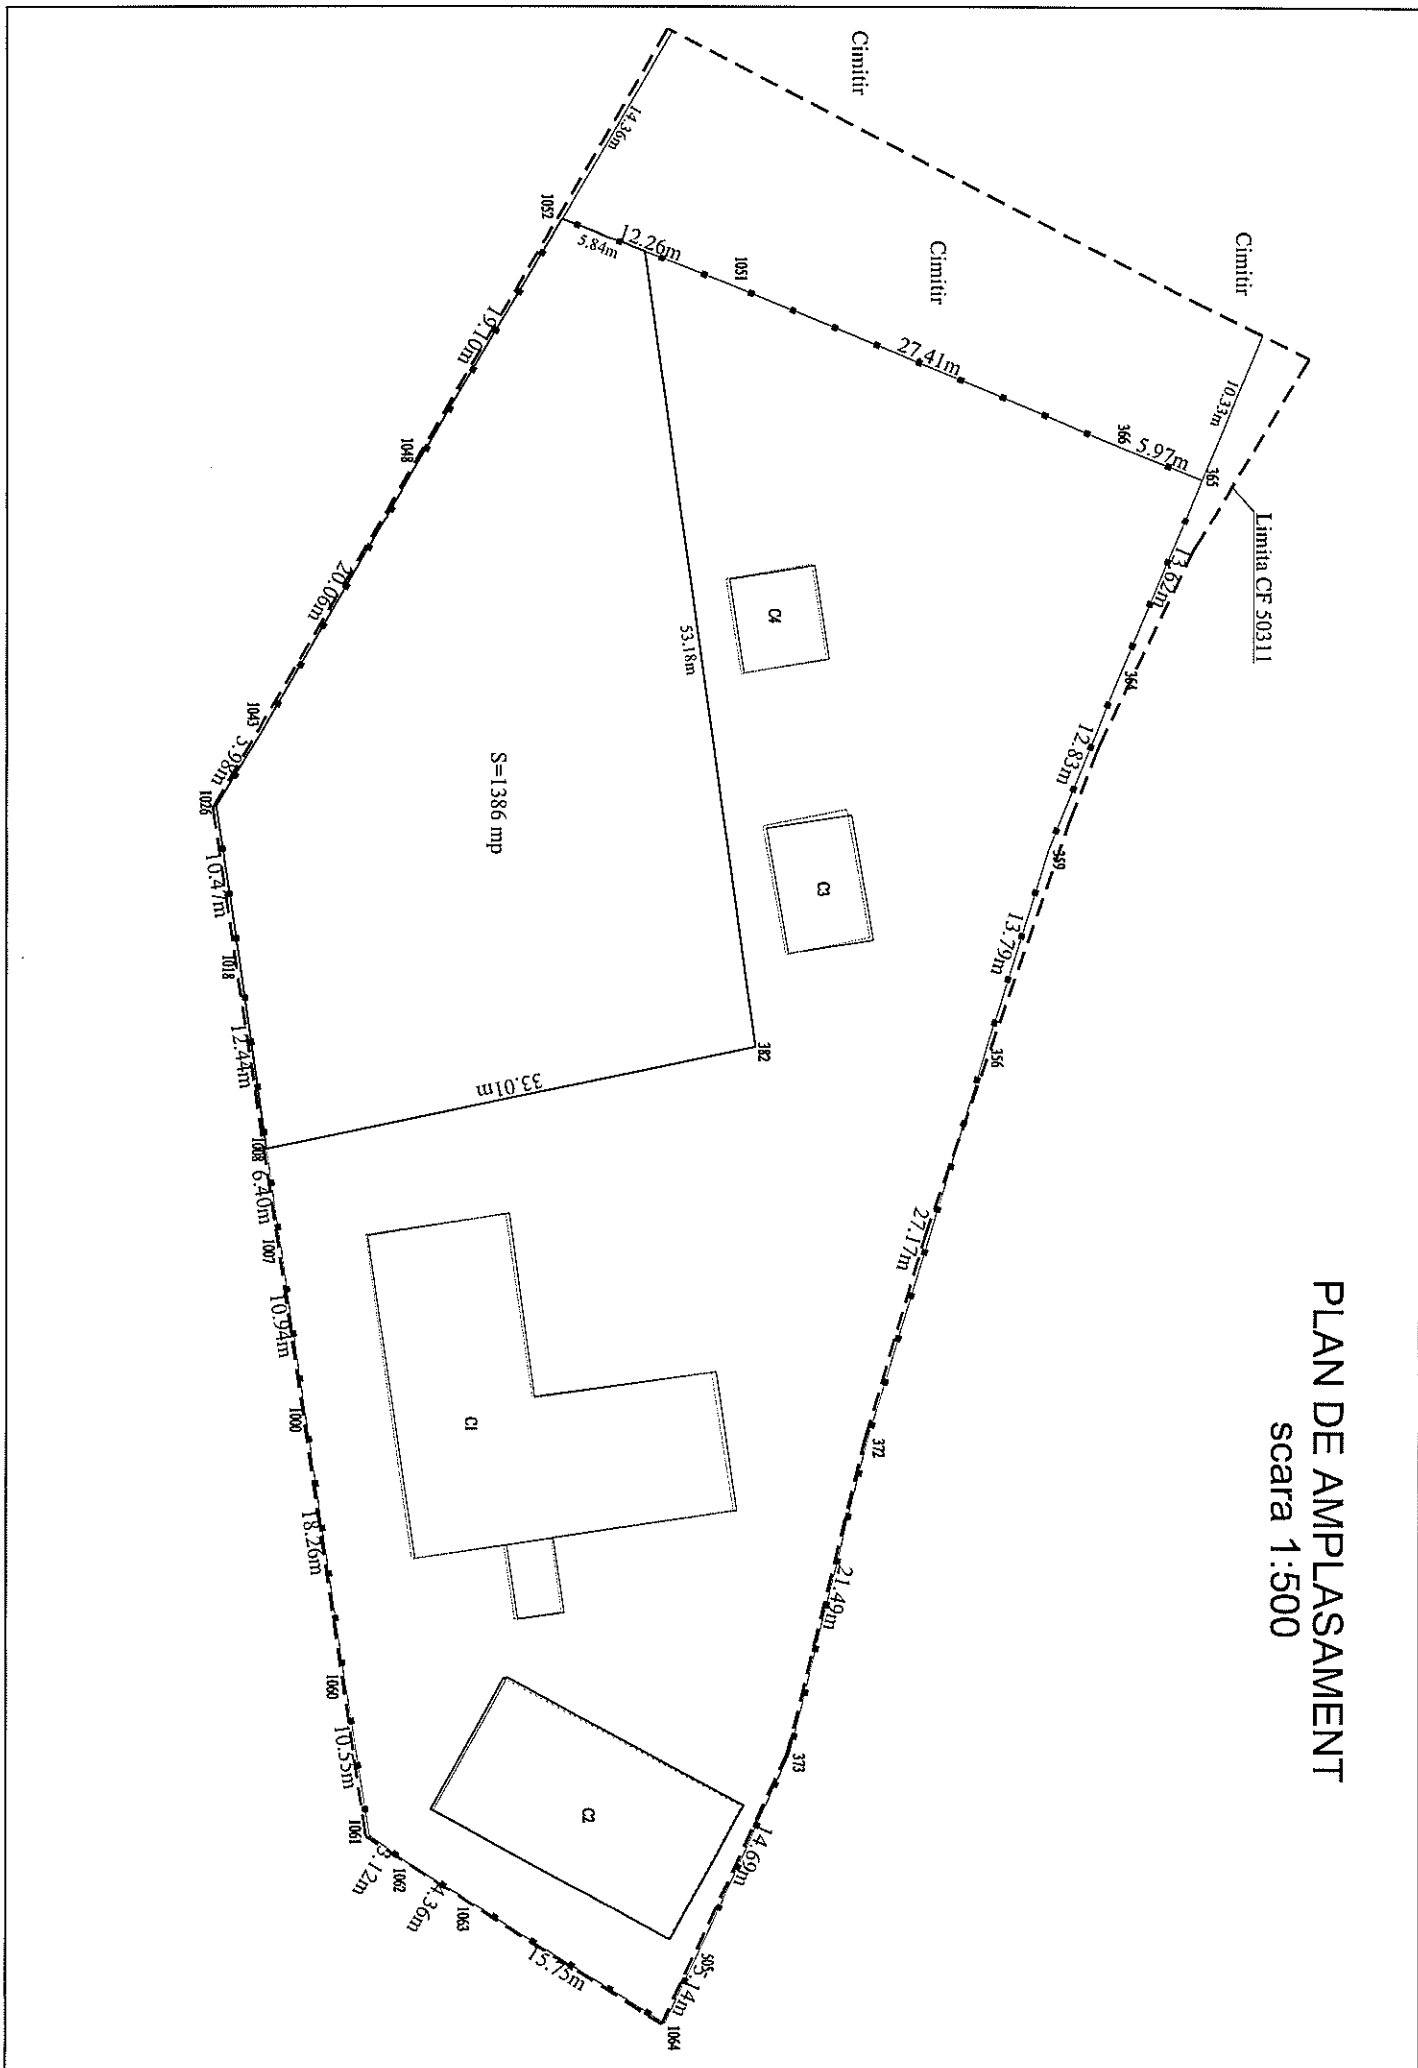 PLAN DE AMPLASAMENT
scara 1:500
Cimitir
Cimitir
Cimitir
Limita CF 50311
14.36m
1052
5.84m
12.26m
1051
27.41m
366
5.97m
365
10.33m
13.62m
364
12.83m
359
13.79m
356
27.17m
372
21.49m
373
14.69m
505
5.14m
1064
15.75m
1063
4.36m
1062
3.12m
1061
10.55m
1060
18.26m
1000
10.94m
1007
6.40m
1008
12.44m
1018
10.47m
1026
3.98m
1043
20.06m
1048
19.10m
53.18m
382
33.01m
S=1386 mp
C4
C3
C1
C2